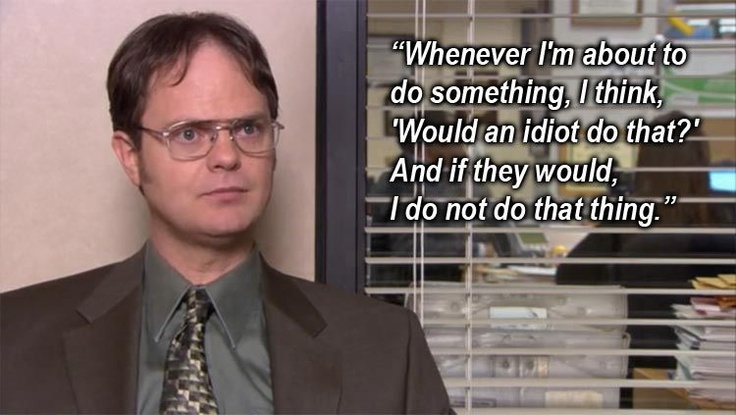 “Whenever I'm about to
do something, I think,
'Would an idiot do that?'
And if they would,
I do not do that thing.”